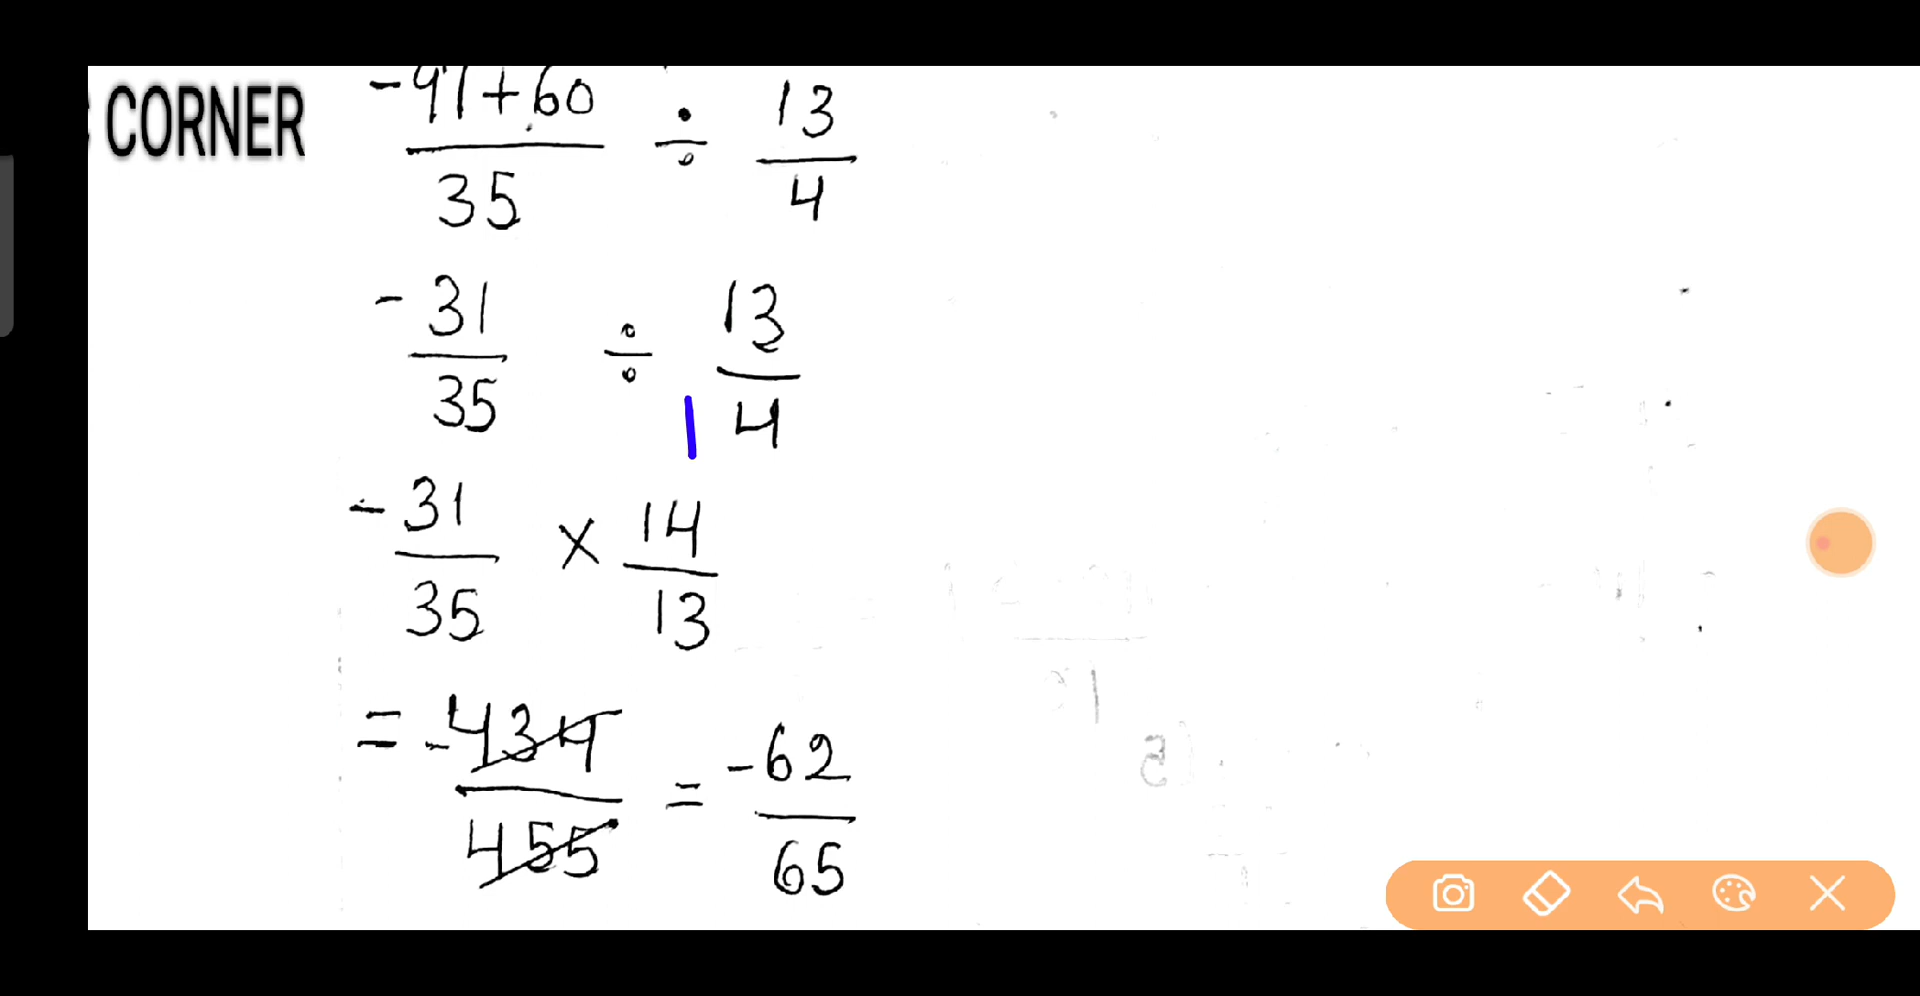 CORNER
-91+60 ÷ 13
35 4
-31 ÷ 13
35 14
-31 × 14
35 13
= -434 = -62
455 65